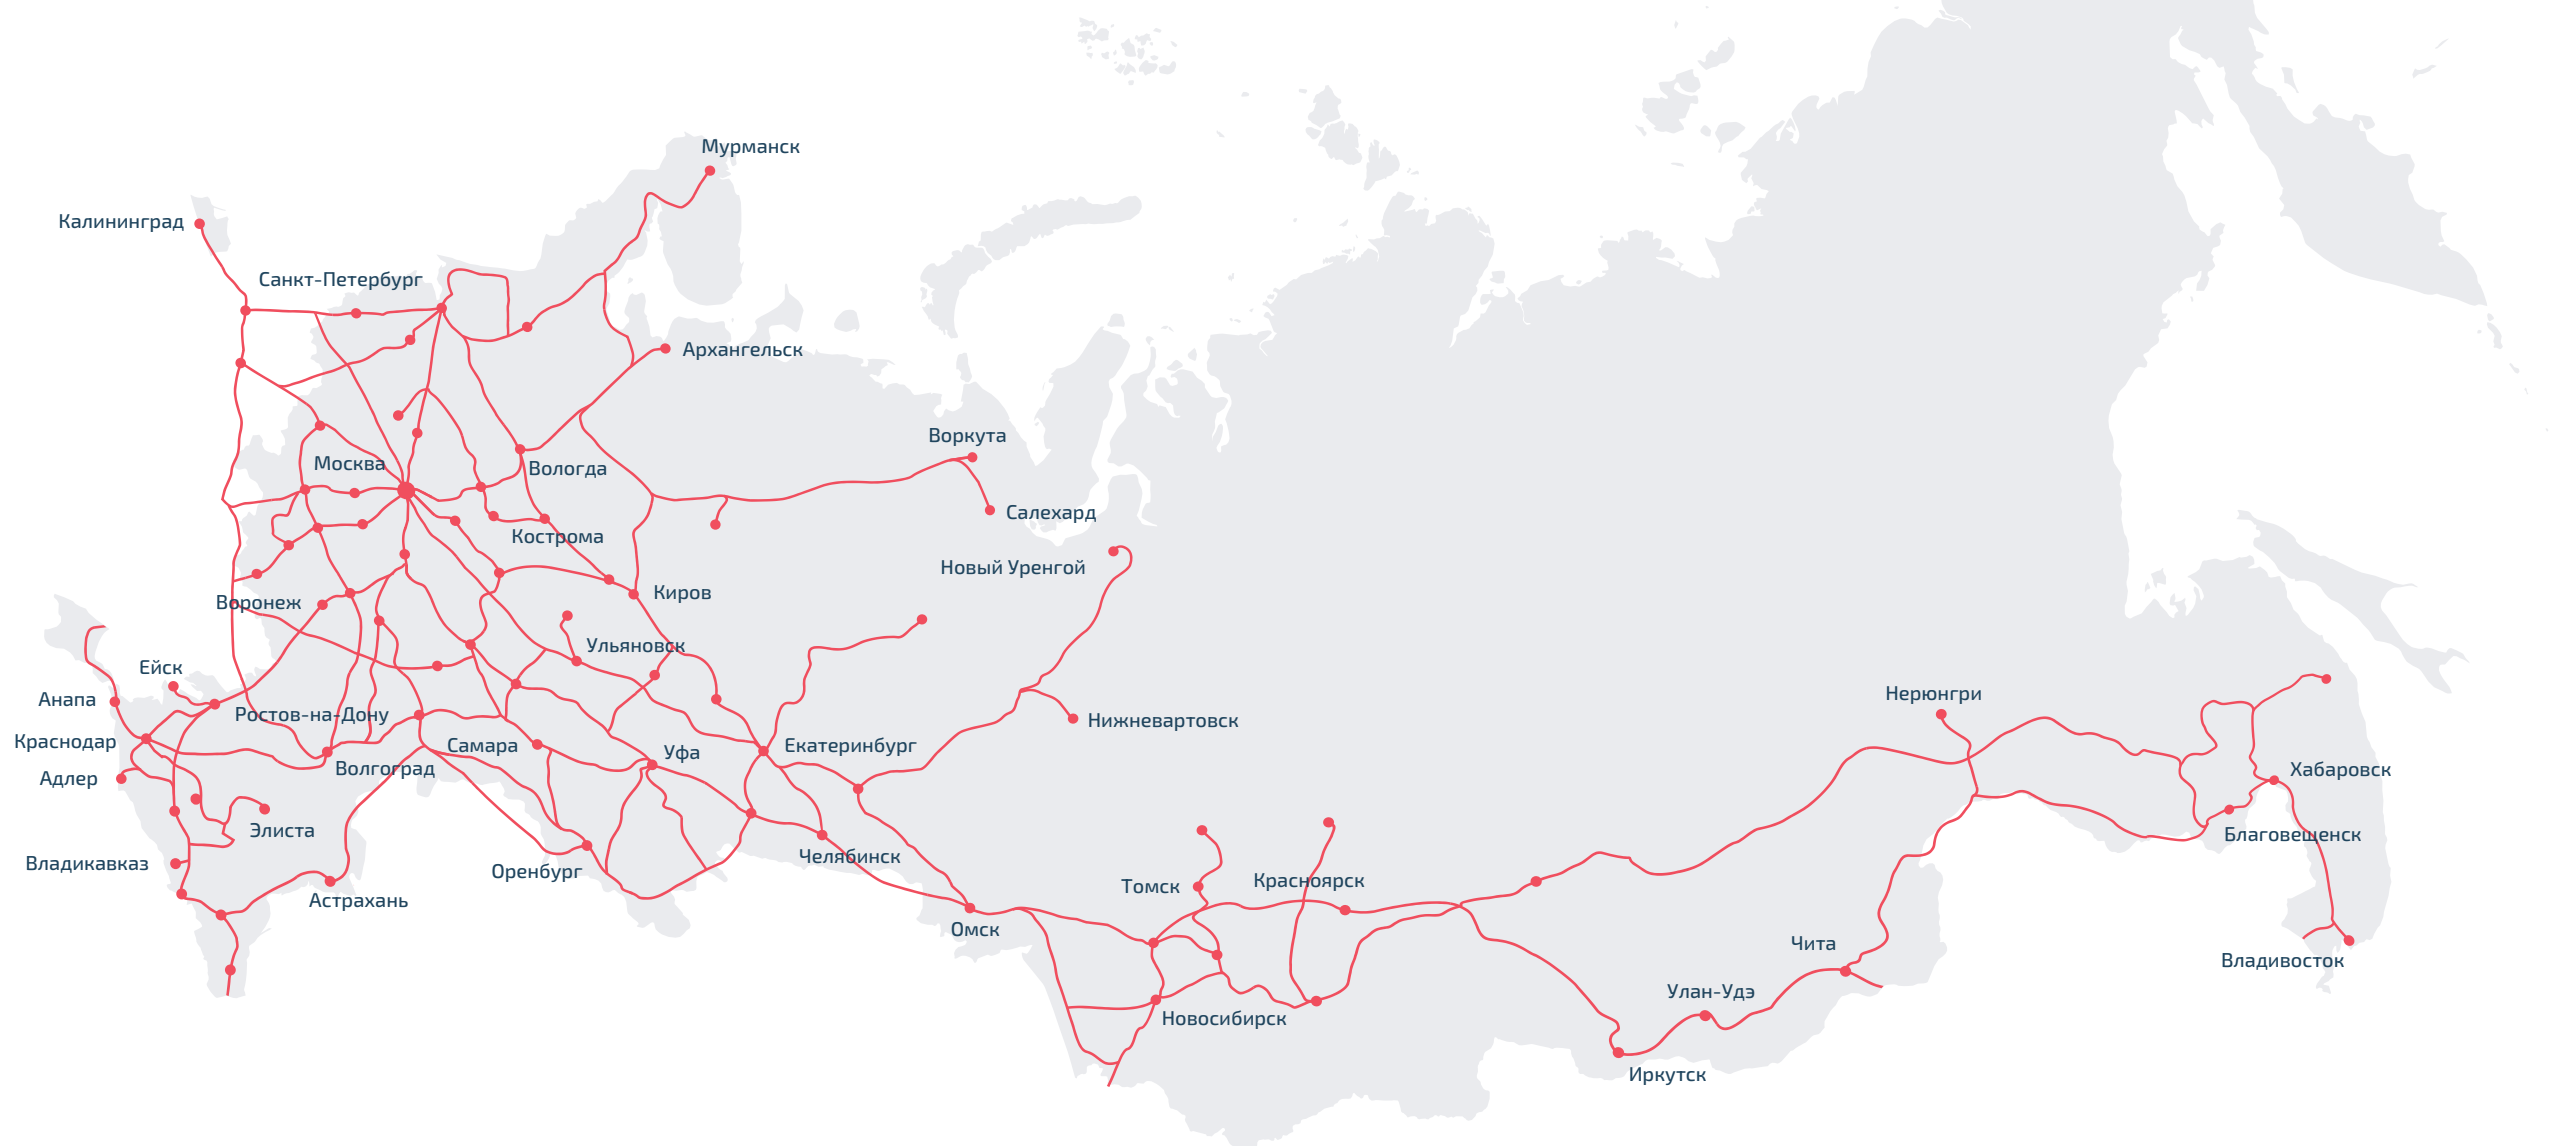 Мурманск
Калининград
Санкт-Петербург
Архангельск
Воркута
Москва
Вологда
Салехард
Кострома
Новый Уренгой
Киров
Воронеж
Ульяновск
Ейск
Нерюнгри
Анапа
Ростов-на-Дону
Нижневартовск
Краснодар
Самара
Уфа
Екатеринбург
Волгоград
Хабаровск
Адлер
Элиста
Благовещенск
Челябинск
Владикавказ
Оренбург
Красноярск
Томск
Астрахань
Омск
Чита
Владивосток
Улан-Удэ
Новосибирск
Иркутск